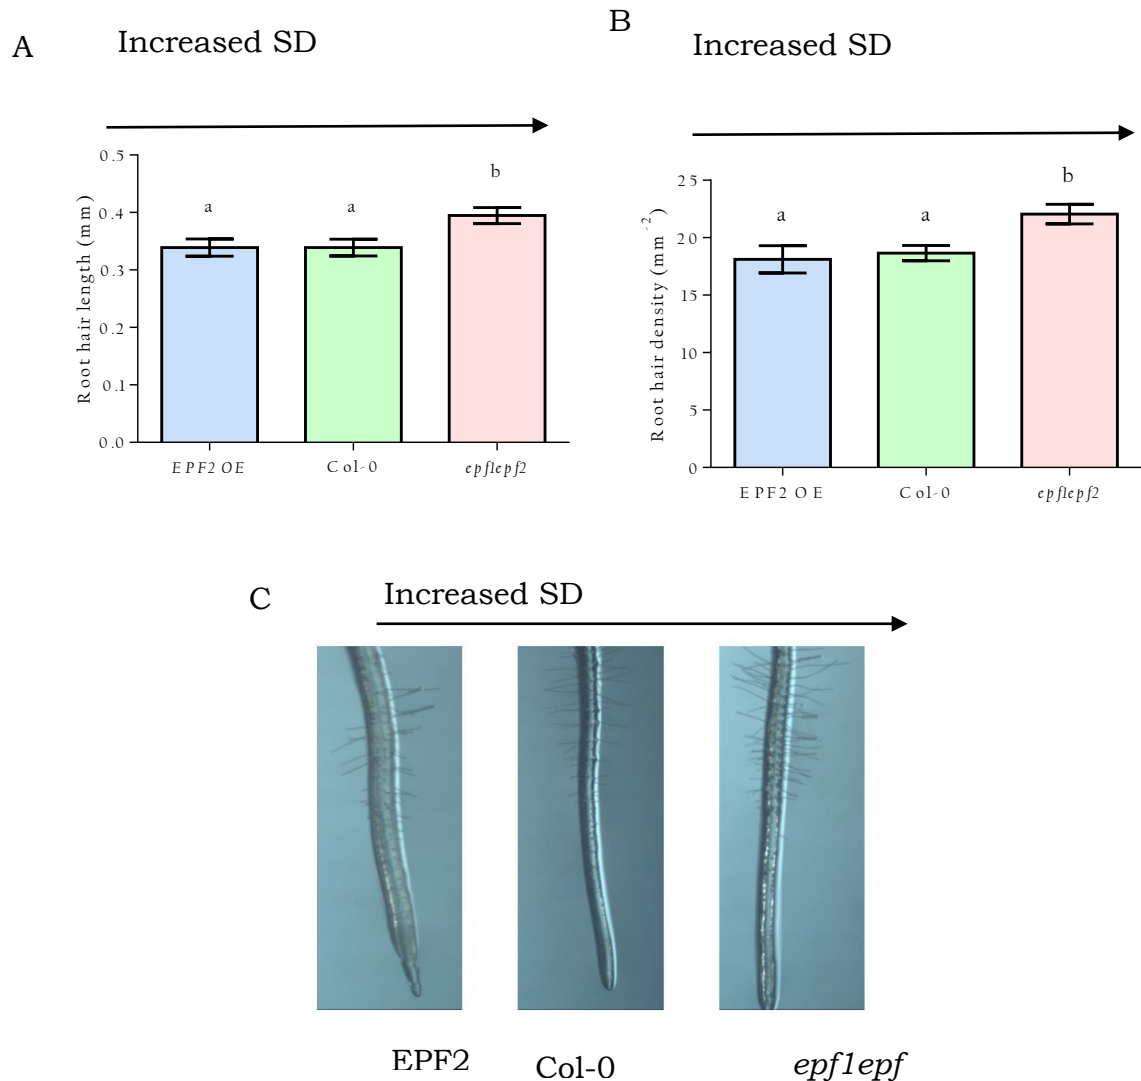 A
Increased SD
0.5
0.4
0.3
0.2
0.1
0.0
Root hair length (mm)
a
a
b
EPF2 OE
Col-0
epf1epf2
B
Increased SD
25
20
15
10
5
0
Root hair density (mm⁻²)
a
a
b
EPF2 OE
Col-0
epf1epf2
C
Increased SD
EPF2
Col-0
epf1epf